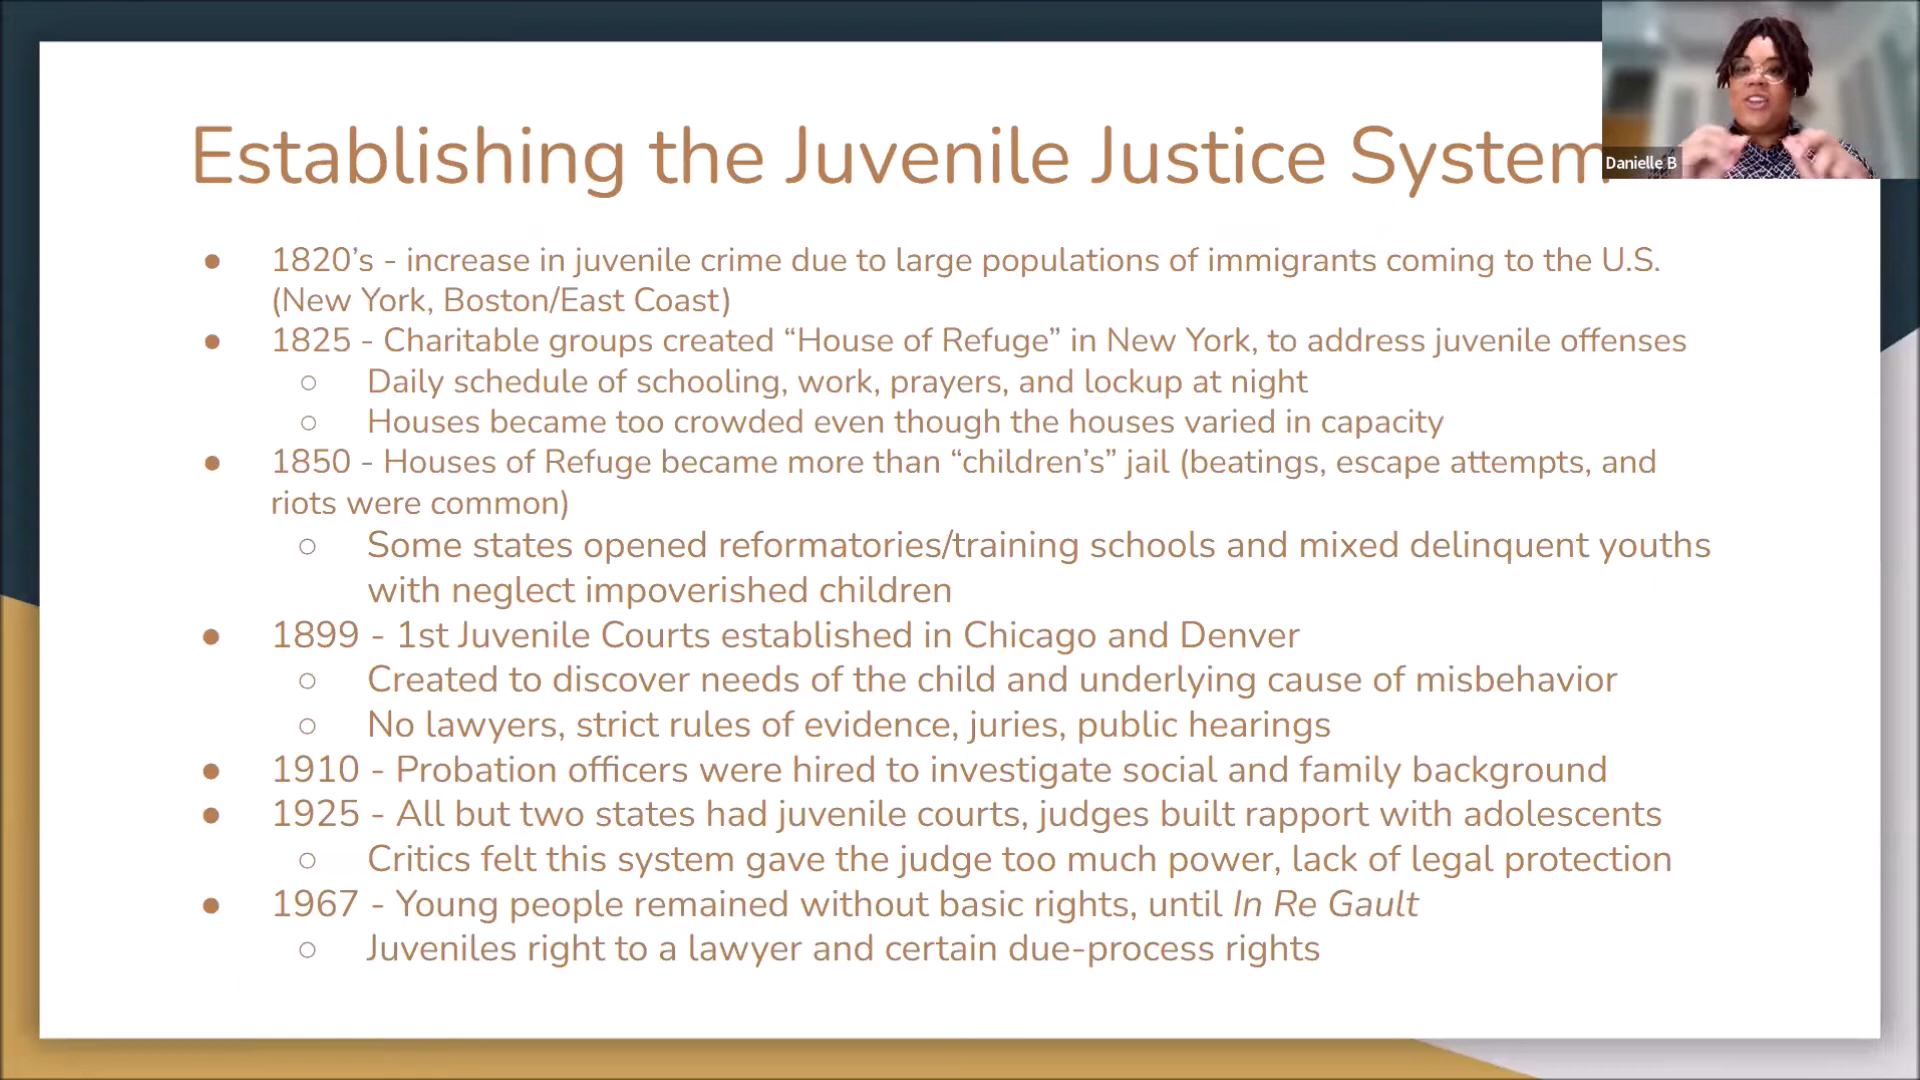 Establishing the Juvenile Justice System
Danielle B
● 1820’s - increase in juvenile crime due to large populations of immigrants coming to the U.S.
(New York, Boston/East Coast)
● 1825 - Charitable groups created “House of Refuge” in New York, to address juvenile offenses
○ Daily schedule of schooling, work, prayers, and lockup at night
○ Houses became too crowded even though the houses varied in capacity
● 1850 - Houses of Refuge became more than “children’s” jail (beatings, escape attempts, and
riots were common)
○ Some states opened reformatories/training schools and mixed delinquent youths
with neglect impoverished children
● 1899 - 1st Juvenile Courts established in Chicago and Denver
○ Created to discover needs of the child and underlying cause of misbehavior
○ No lawyers, strict rules of evidence, juries, public hearings
● 1910 - Probation officers were hired to investigate social and family background
● 1925 - All but two states had juvenile courts, judges built rapport with adolescents
○ Critics felt this system gave the judge too much power, lack of legal protection
● 1967 - Young people remained without basic rights, until In Re Gault
○ Juveniles right to a lawyer and certain due-process rights